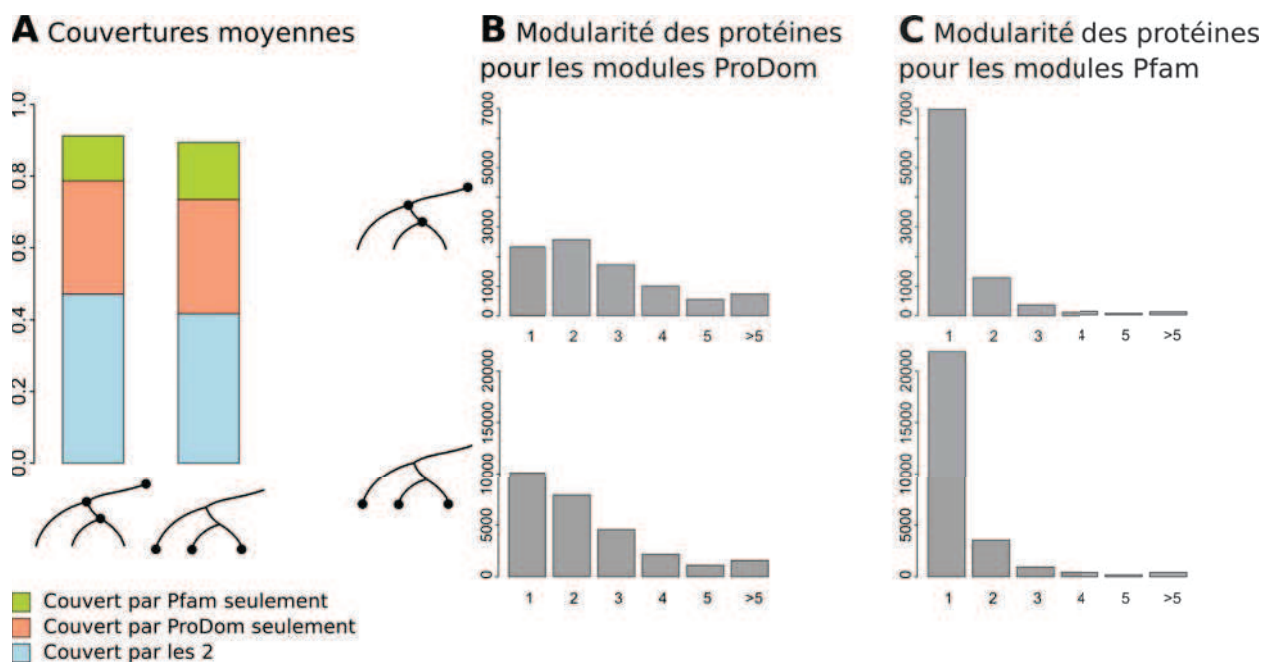 A Couvertures moyennes
1.0
0.8
0.6
0.4
0.2
0.0
Couvert par Pfam seulement
Couvert par ProDom seulement
Couvert par les 2
B Modularité des protéines
pour les modules ProDom
7000
5000
3000
1000
0
1 2 3 4 5 >5
20000
15000
10000
5000
0
1 2 3 4 5 >5
C Modularité des protéines
pour les modules Pfam
7000
5000
3000
1000
0
1 2 3 4 5 >5
20000
15000
10000
5000
0
1 2 3 4 5 >5